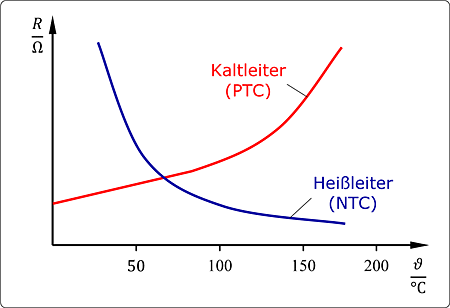 R
Ω
Kaltleiter
(PTC)
Heißleiter
(NTC)
50
100
150
200
ϑ
°C